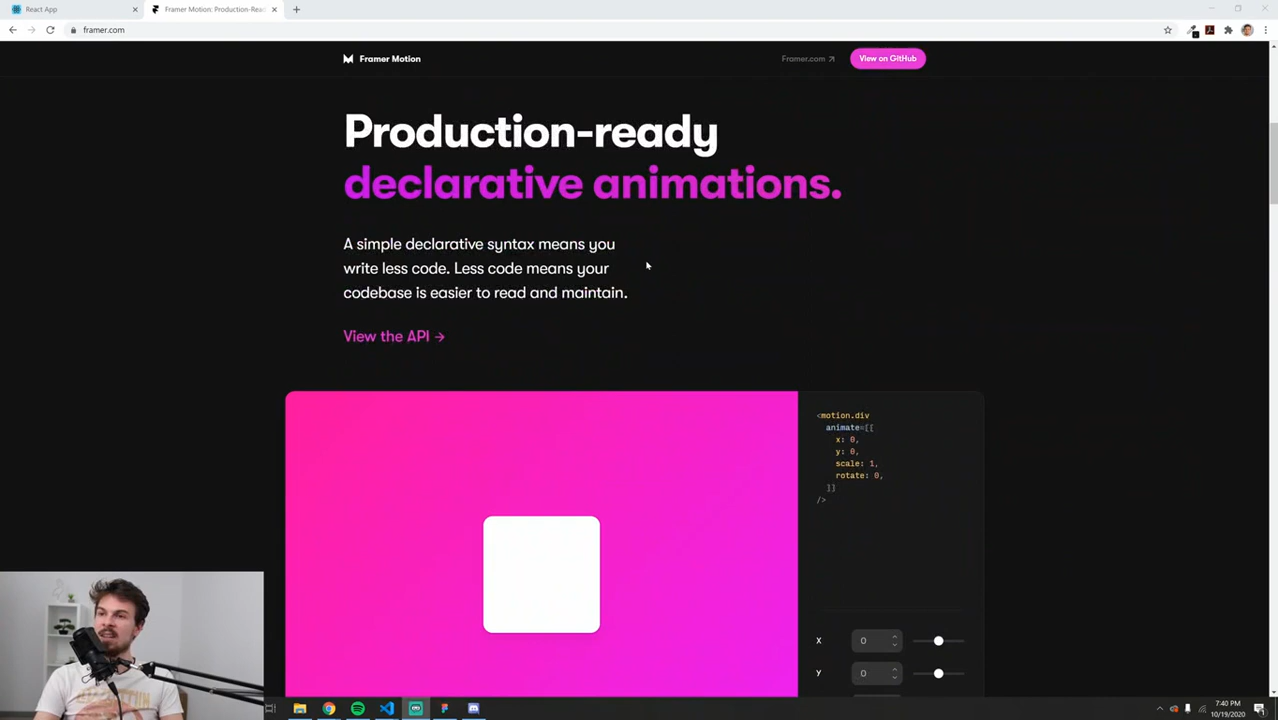 React App
Framer Motion: Production-Rea
framer.com
Framer Motion
Framer.com ↗
View on GitHub
Production-ready
declarative animations.
A simple declarative syntax means you
write less code. Less code means your
codebase is easier to read and maintain.
View the API →
<motion.div
animate=[[
x: 0,
y: 0,
scale: 1,
rotate: 0,
]]
/>
X 0
Y 0
7:40 PM
10/19/2020